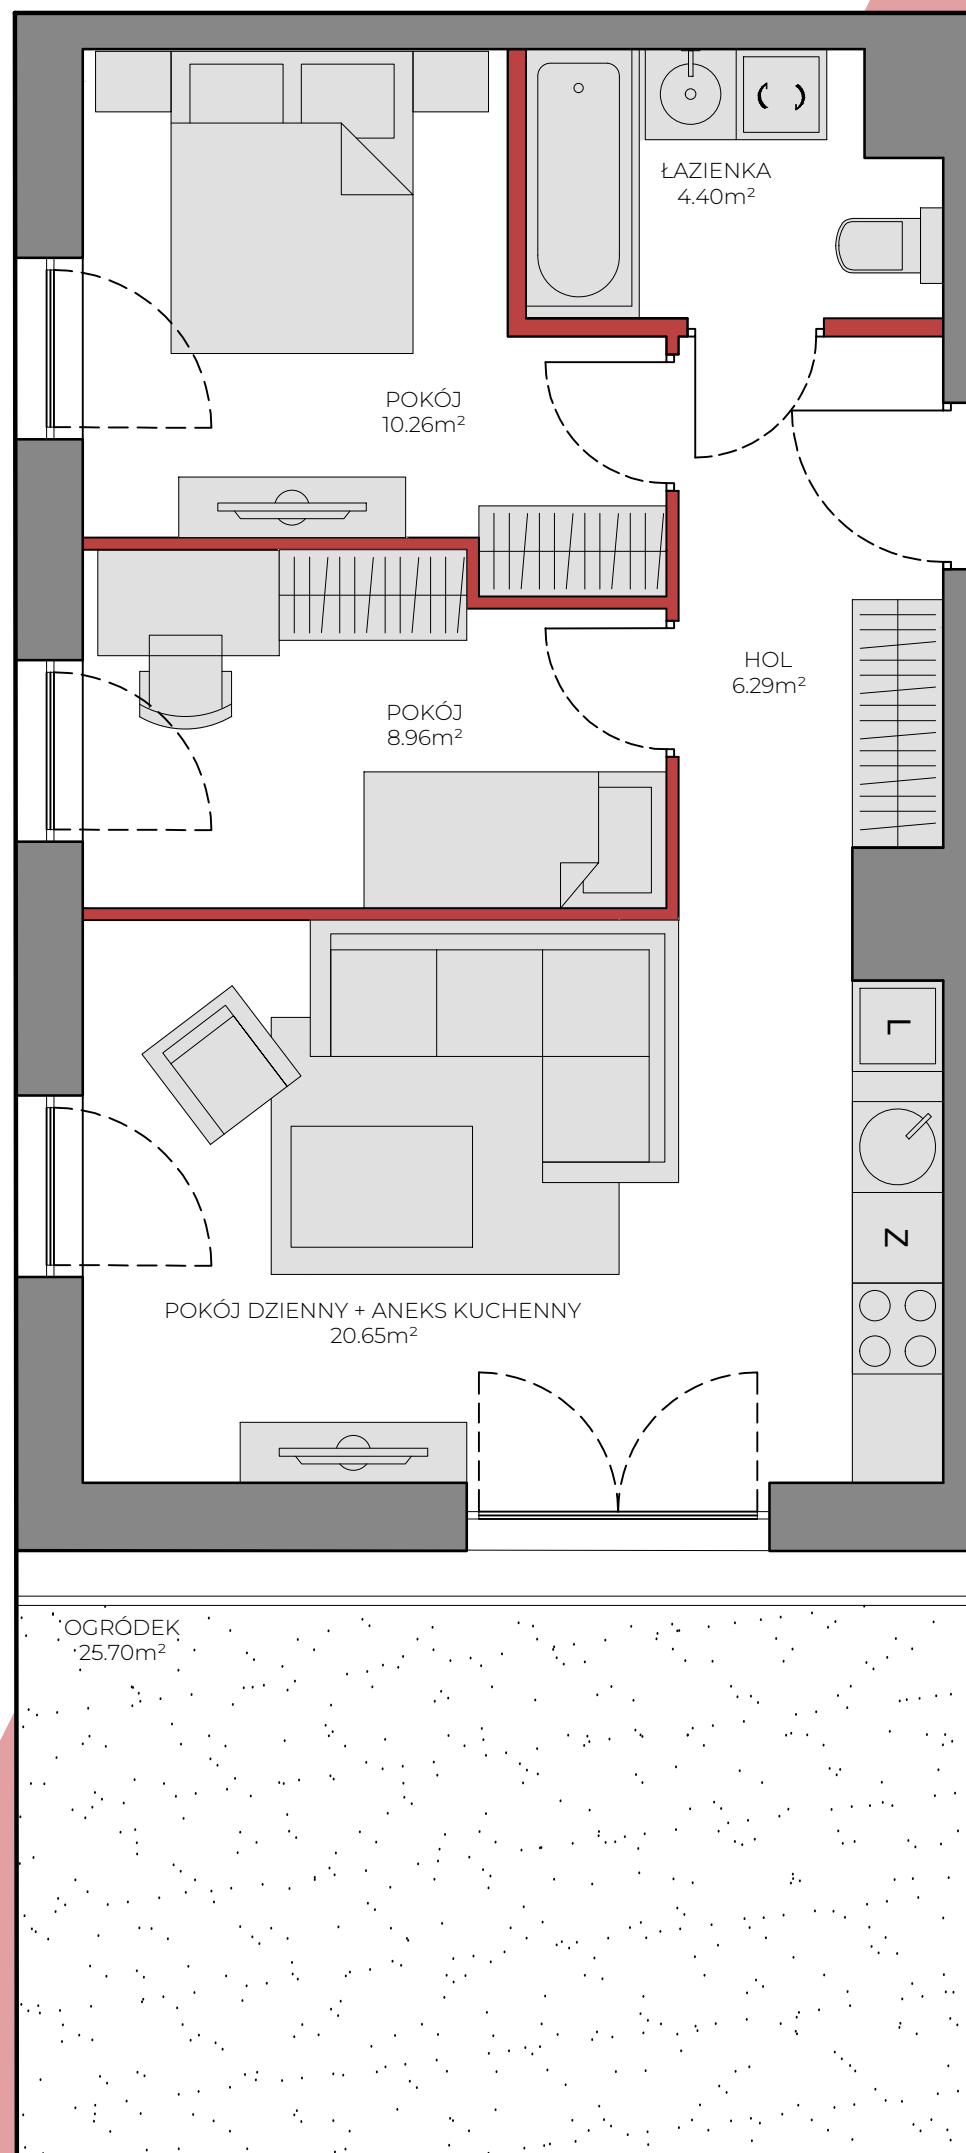 ŁAZIENKA
4.40m²
POKÓJ
10.26m²
HOL
6.29m²
POKÓJ
8.96m²
L
Z
POKÓJ DZIENNY + ANEKS KUCHENNY
20.65m²
OGRÓDEK
25.70m²